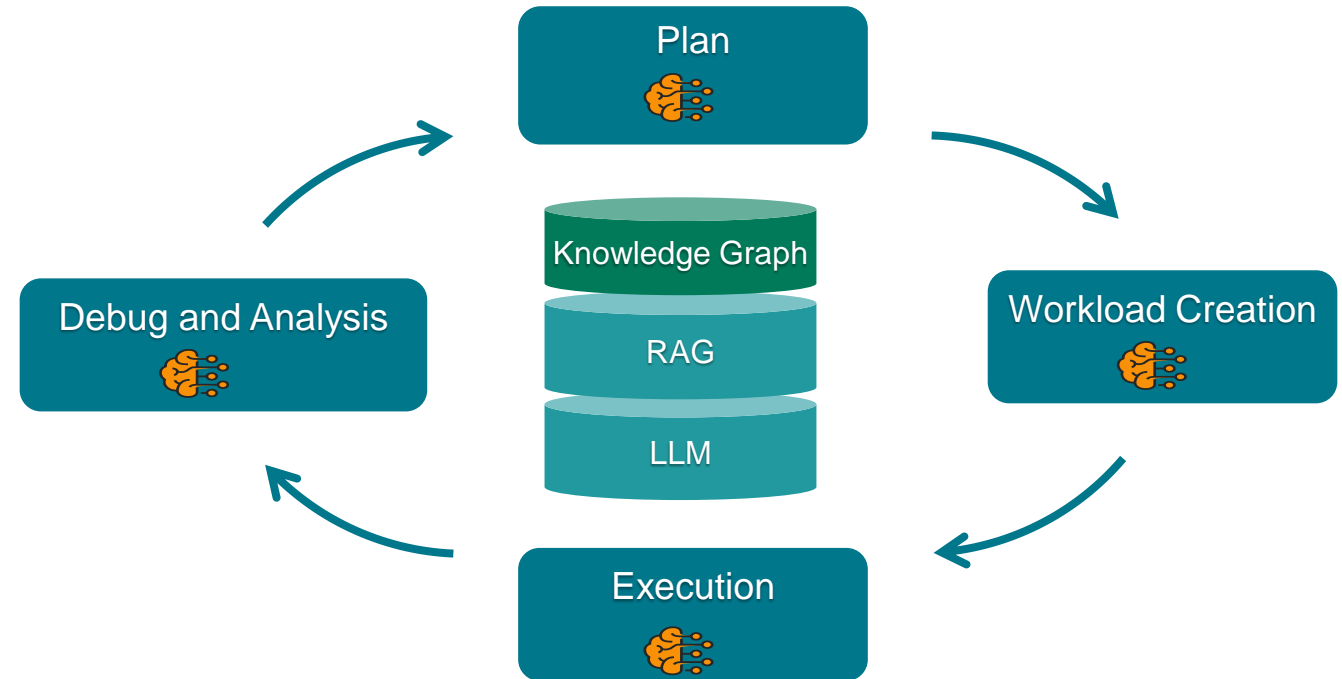 Plan
Knowledge Graph
Debug and Analysis
Workload Creation
RAG
LLM
Execution